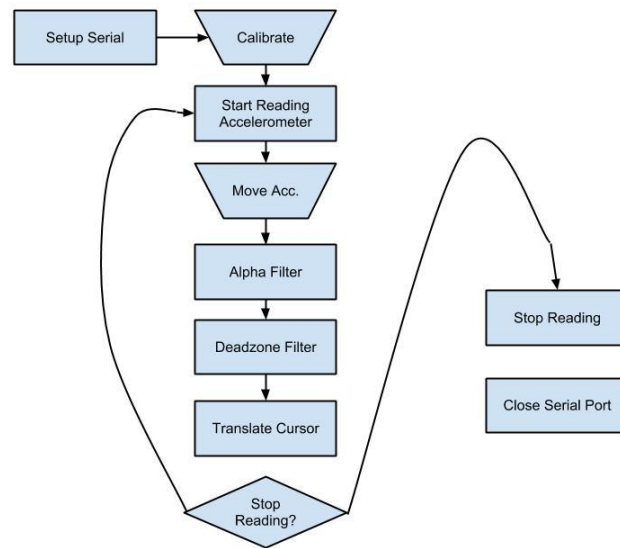 Setup Serial
Calibrate
Start Reading
Accelerometer
Move Acc.
Alpha Filter
Deadzone Filter
Translate Cursor
Stop
Reading?
Stop Reading
Close Serial Port